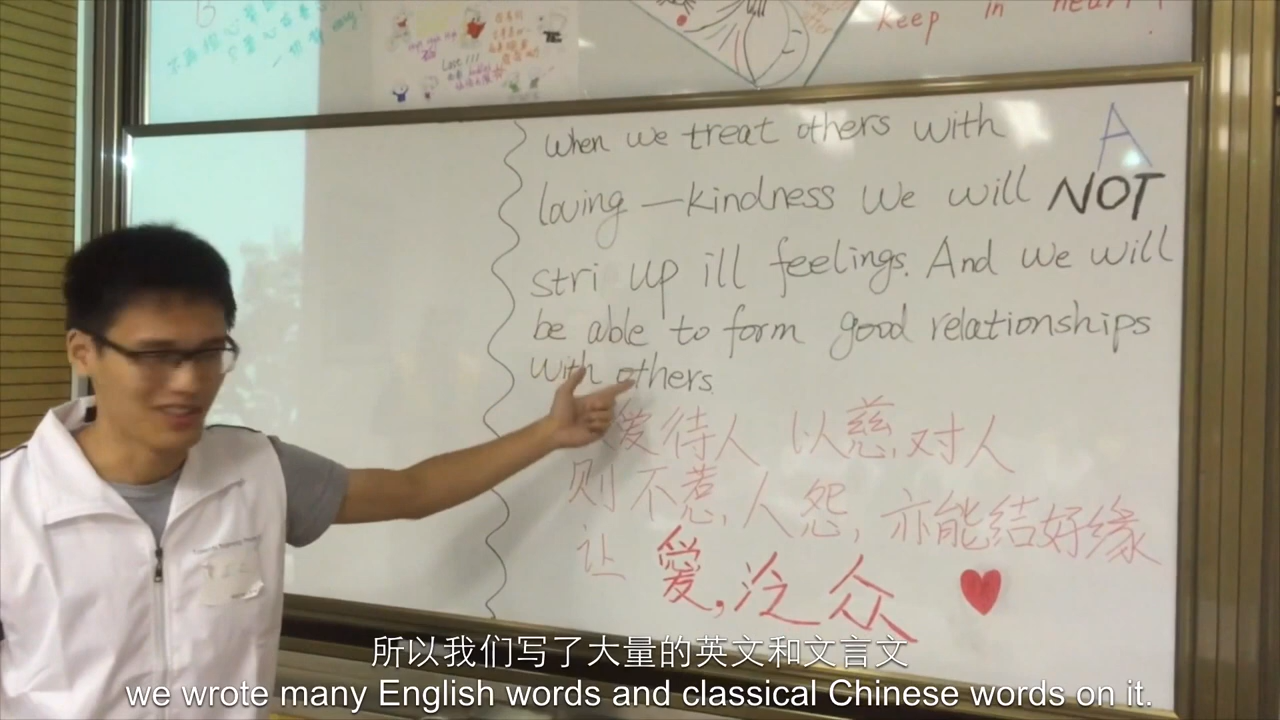 keep in heart!
Last!!!
A
When we treat others with
loving—kindness we will NOT
stri up ill feelings. And we will
be able to form good relationships
with others.
爱待人 以慈对人
则不惹人怨,亦能结好缘
让爱,泛众
所以我们写了大量的英文和文言文
we wrote many English words and classical Chinese words on it.